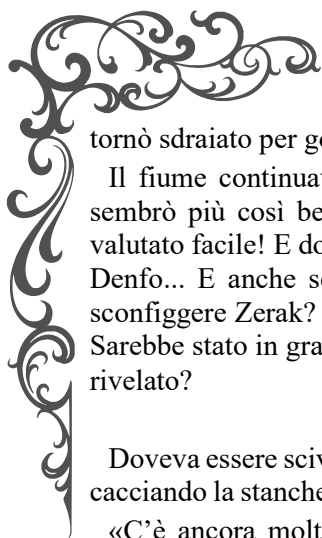 tornò sdraiato per
Il fiume
sembrò più così
valutato facile! E
Denfo... E anche
sconfiggere Zerak?
Sarebbe stato in
rivelato?
Doveva essere
cacciando la
«C’è ancora